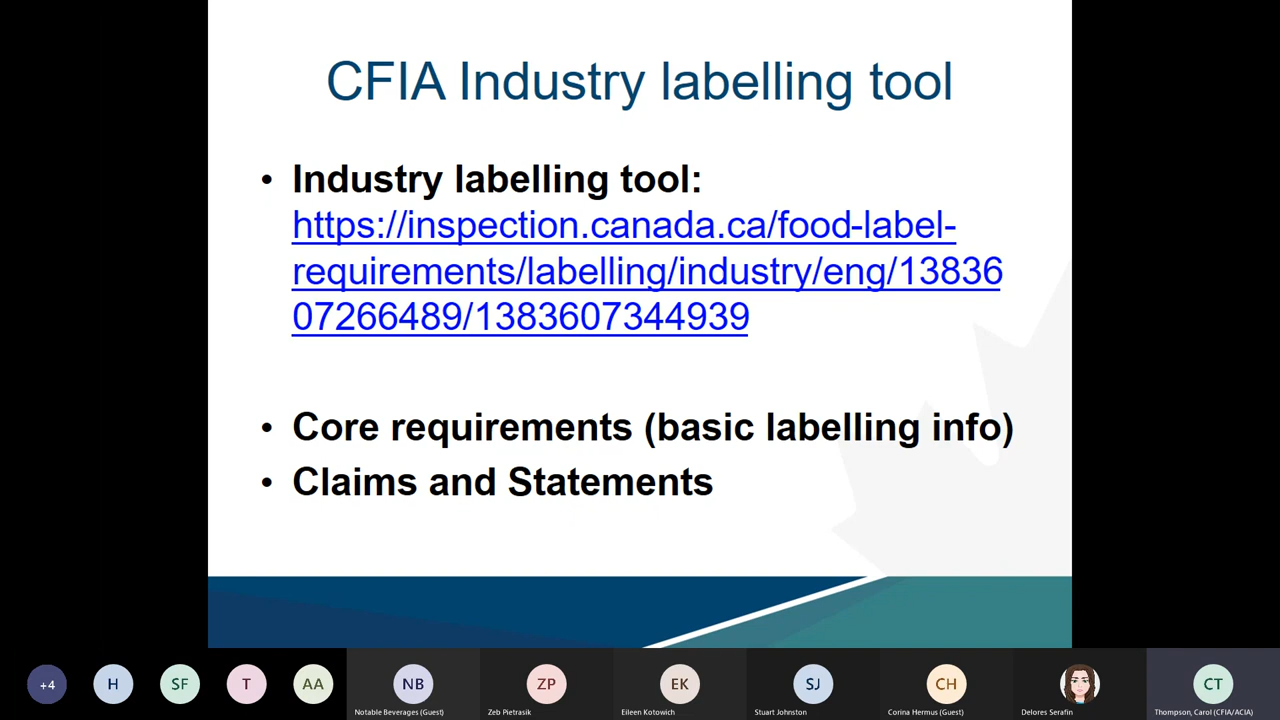 CFIA Industry labelling tool
• Industry labelling tool:
https://inspection.canada.ca/food-label-
requirements/labelling/industry/eng/13836
07266489/1383607344939
• Core requirements (basic labelling info)
• Claims and Statements
+4 H SF T AA NB ZP EK SJ CH CT
Notable Beverages (Guest) Zeb Pietrasik Eileen Kotowich Stuart Johnston Corina Hermus (Guest) Delores Serafin Thompson, Carol (CFIA/ACIA)